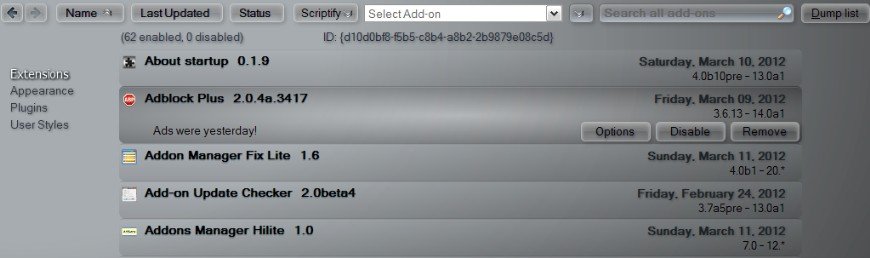 Name Last Updated Status Scriptify Select Add-on Search all add-ons Dump list
(62 enabled, 0 disabled) ID: {d10d0bf8-f5b5-c8b4-a8b2-2b9879e08c5d}
Extensions
Appearance
Plugins
User Styles
About startup 0.1.9 Saturday, March 10, 2012
4.0b10pre - 13.0a1
Adblock Plus 2.0.4a.3417 Friday, March 09, 2012
3.6.13 - 14.0a1
Ads were yesterday! Options Disable Remove
Addon Manager Fix Lite 1.6 Sunday, March 11, 2012
4.0b1 - 20.*
Add-on Update Checker 2.0beta4 Friday, February 24, 2012
3.7a5pre - 13.0a1
Addons Manager Hilite 1.0 Sunday, March 11, 2012
7.0 - 12.*